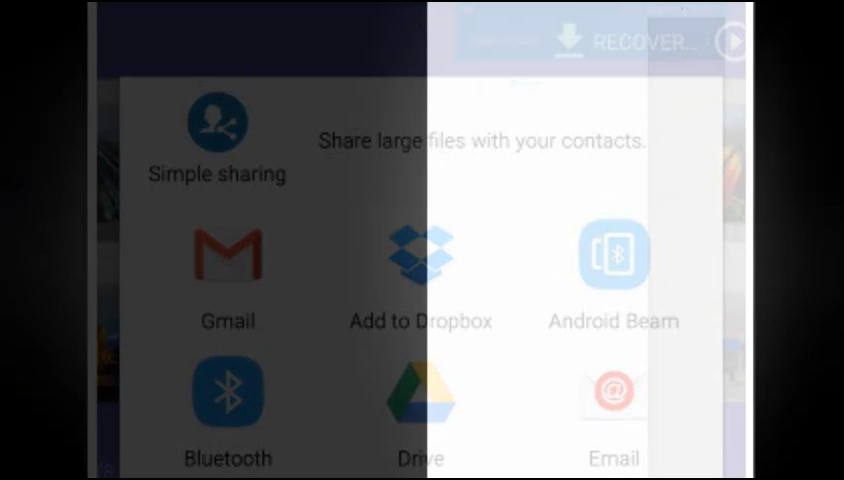 RECOVER...
Share large files with your contacts.
Simple sharing
Gmail
Add to Dropbox
Android Beam
Bluetooth
Drive
Email